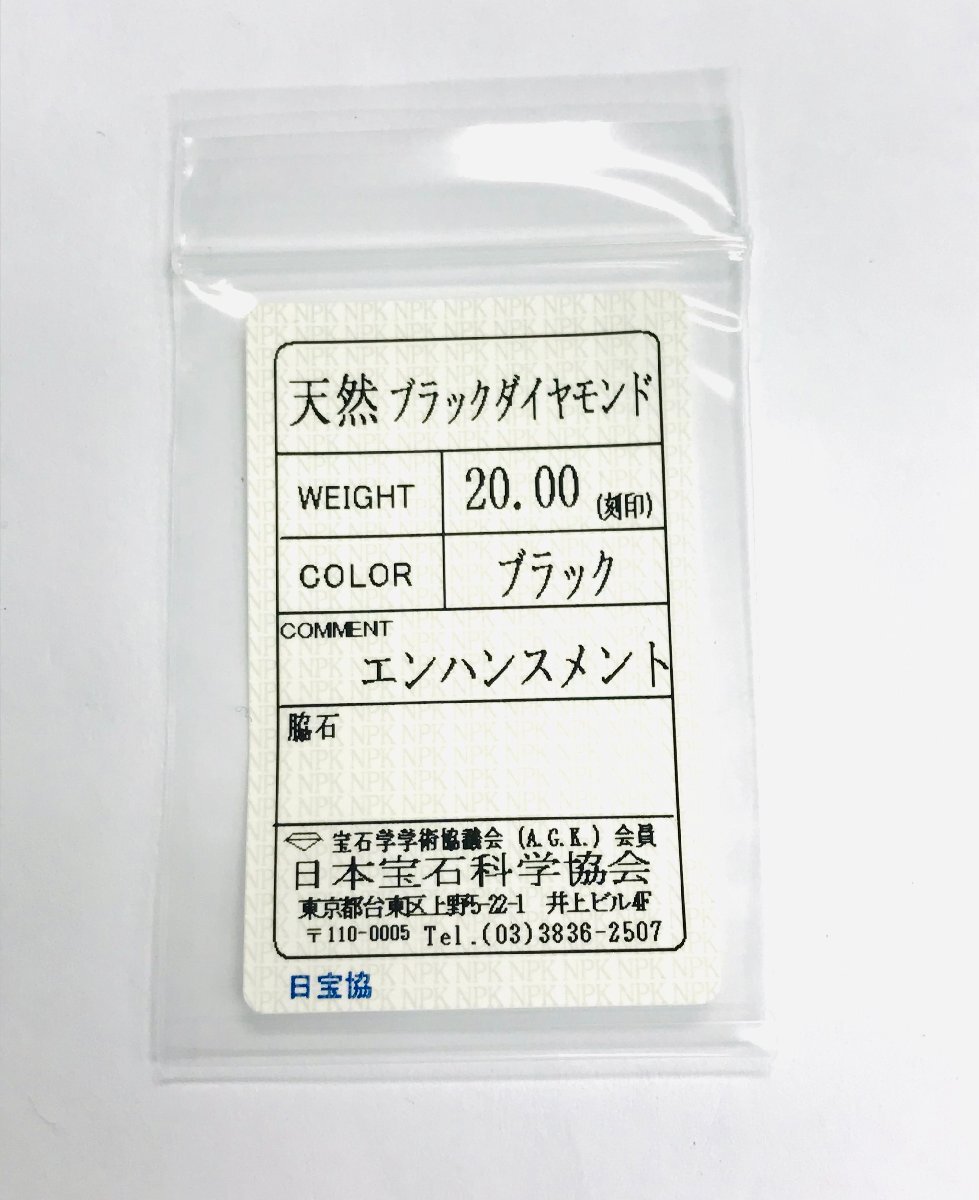 天然ブラックダイヤモンド
WEIGHT 20.00 (刻印)
COLOR ブラック
COMMENT
エンハンスメント
脇石
宝石学学術協議会 (A.G.K.) 会員
日本宝石科学協会
東京都台東区上野5-22-1 井上ビル4F
〒110-0005 Tel.(03)3836-2507
日宝協